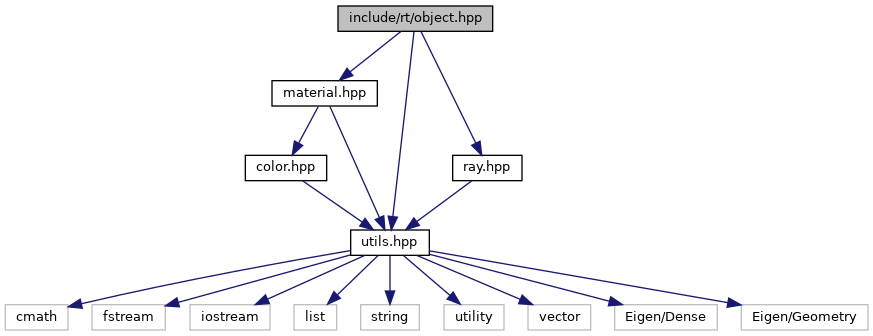 include/rt/object.hpp
material.hpp
color.hpp
ray.hpp
utils.hpp
cmath
fstream
iostream
list
string
utility
vector
Eigen/Dense
Eigen/Geometry